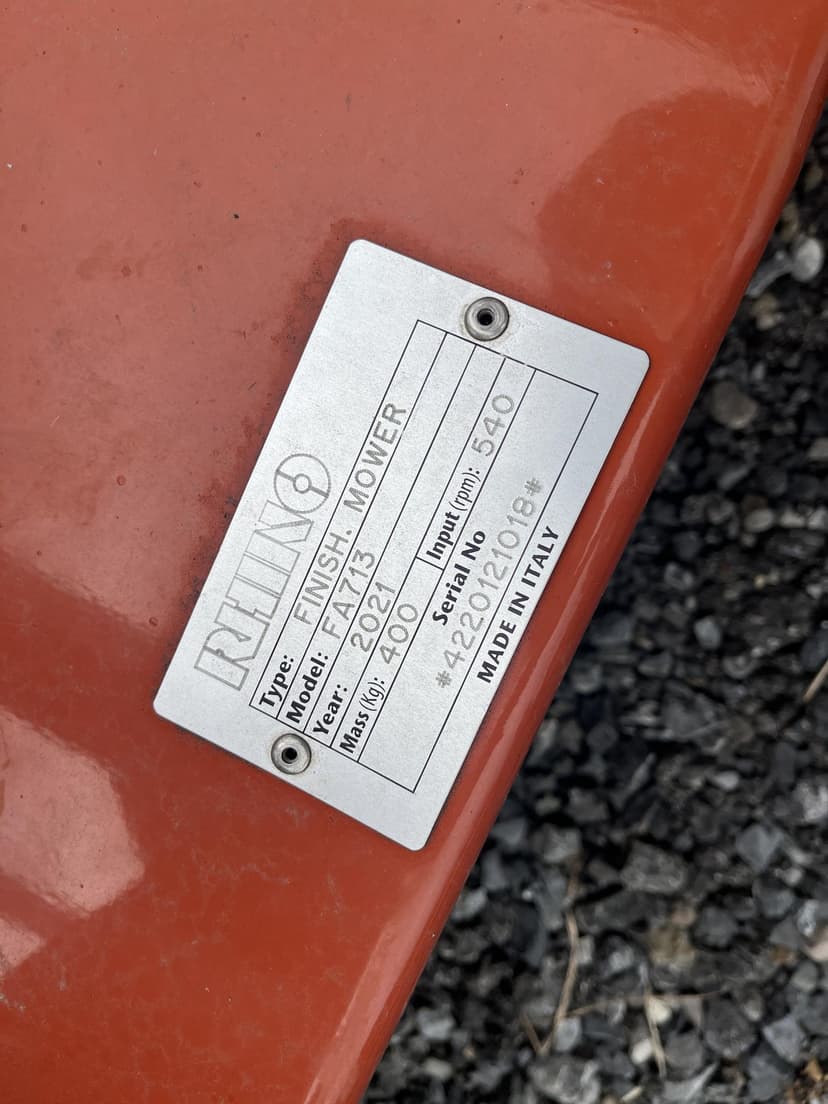 RHINO
Type: FINISH. MOWER
Model: FA713
Year: 2021
Mass (Kg): 400 Input (rpm): 540
Serial No
*4220121018*
MADE IN ITALY